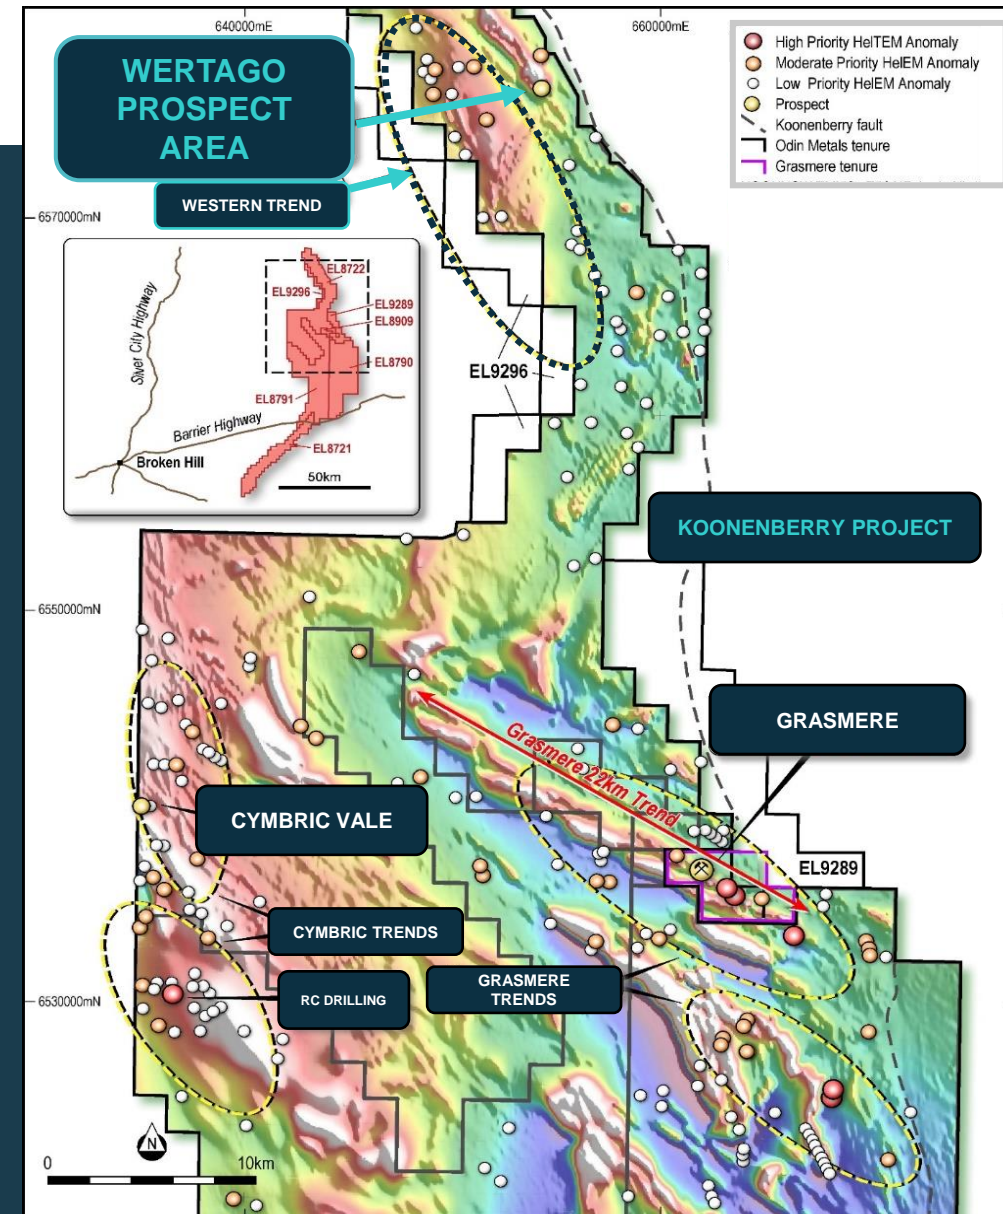 640000mE
660000mE
WERTAGO
PROSPECT
AREA
WESTERN TREND
High Priority HelTEM Anomaly
Moderate Priority HelEM Anomaly
Low Priority HelEM Anomaly
Prospect
Koonenberry fault
Odin Metals tenure
Grasmere tenure
6570000mN
Silver City Highway
EL8722
EL9296
EL9289
EL8909
EL8790
EL8791
Barrier Highway
EL8721
Broken Hill
50km
EL9296
KOONENBERRY PROJECT
6550000mN
GRASMERE
Grasmere 22km Trend
CYMBRIC VALE
EL9289
CYMBRIC TRENDS
GRASMERE
TRENDS
RC DRILLING
6530000mN
N
0
10km